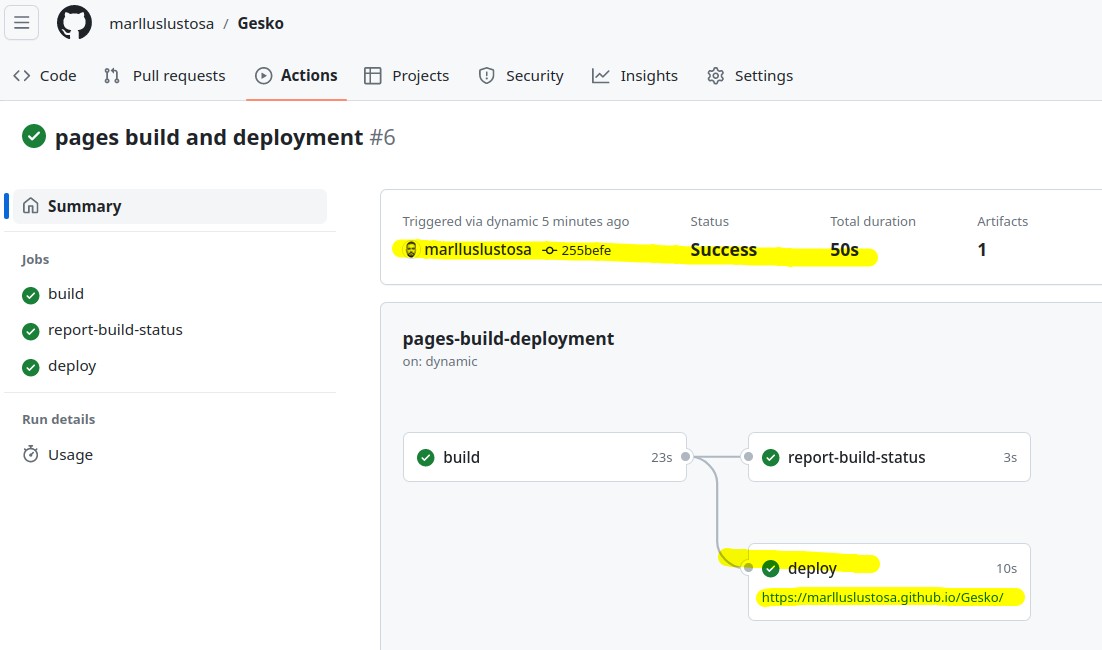 marlluslustosa / Gesko
Code Pull requests Actions Projects Security Insights Settings
pages build and deployment #6
Summary
Jobs
build
report-build-status
deploy
Run details
Usage
Triggered via dynamic 5 minutes ago
marlluslustosa 255befe
Status
Success
Total duration
50s
Artifacts
1
pages-build-deployment
on: dynamic
build 23s
report-build-status 3s
deploy 10s
https://marlluslustosa.github.io/Gesko/